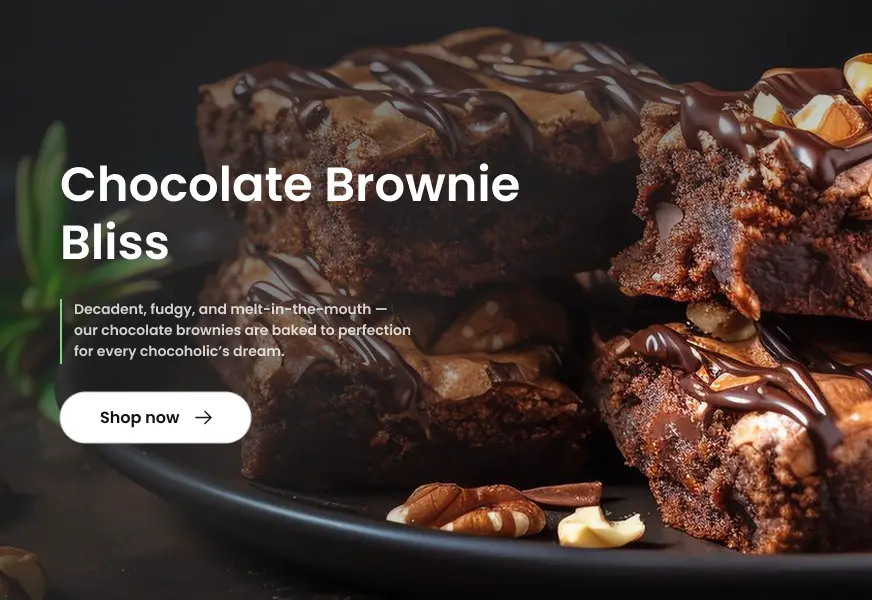 Chocolate Brownie
Bliss
Decadent, fudgy, and melt-in-the-mouth —
our chocolate brownies are baked to perfection
for every chocoholic’s dream.
Shop now